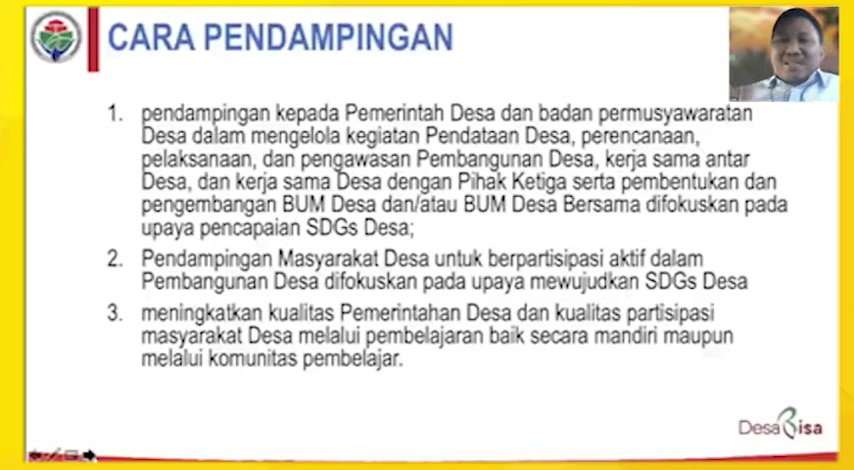 CARA PENDAMPINGAN
1. pendampingan kepada Pemerintah Desa dan badan permusyawaratan
Desa dalam mengelola kegiatan Pendataan Desa, perencanaan,
pelaksanaan, dan pengawasan Pembangunan Desa, kerja sama antar
Desa, dan kerja sama Desa dengan Pihak Ketiga serta pembentukan dan
pengembangan BUM Desa dan/atau BUM Desa Bersama difokuskan pada
upaya pencapaian SDGs Desa;
2. Pendampingan Masyarakat Desa untuk berpartisipasi aktif dalam
Pembangunan Desa difokuskan pada upaya mewujudkan SDGs Desa
3. meningkatkan kualitas Pemerintahan Desa dan kualitas partisipasi
masyarakat Desa melalui pembelajaran baik secara mandiri maupun
melalui komunitas pembelajar.
Desa Bisa